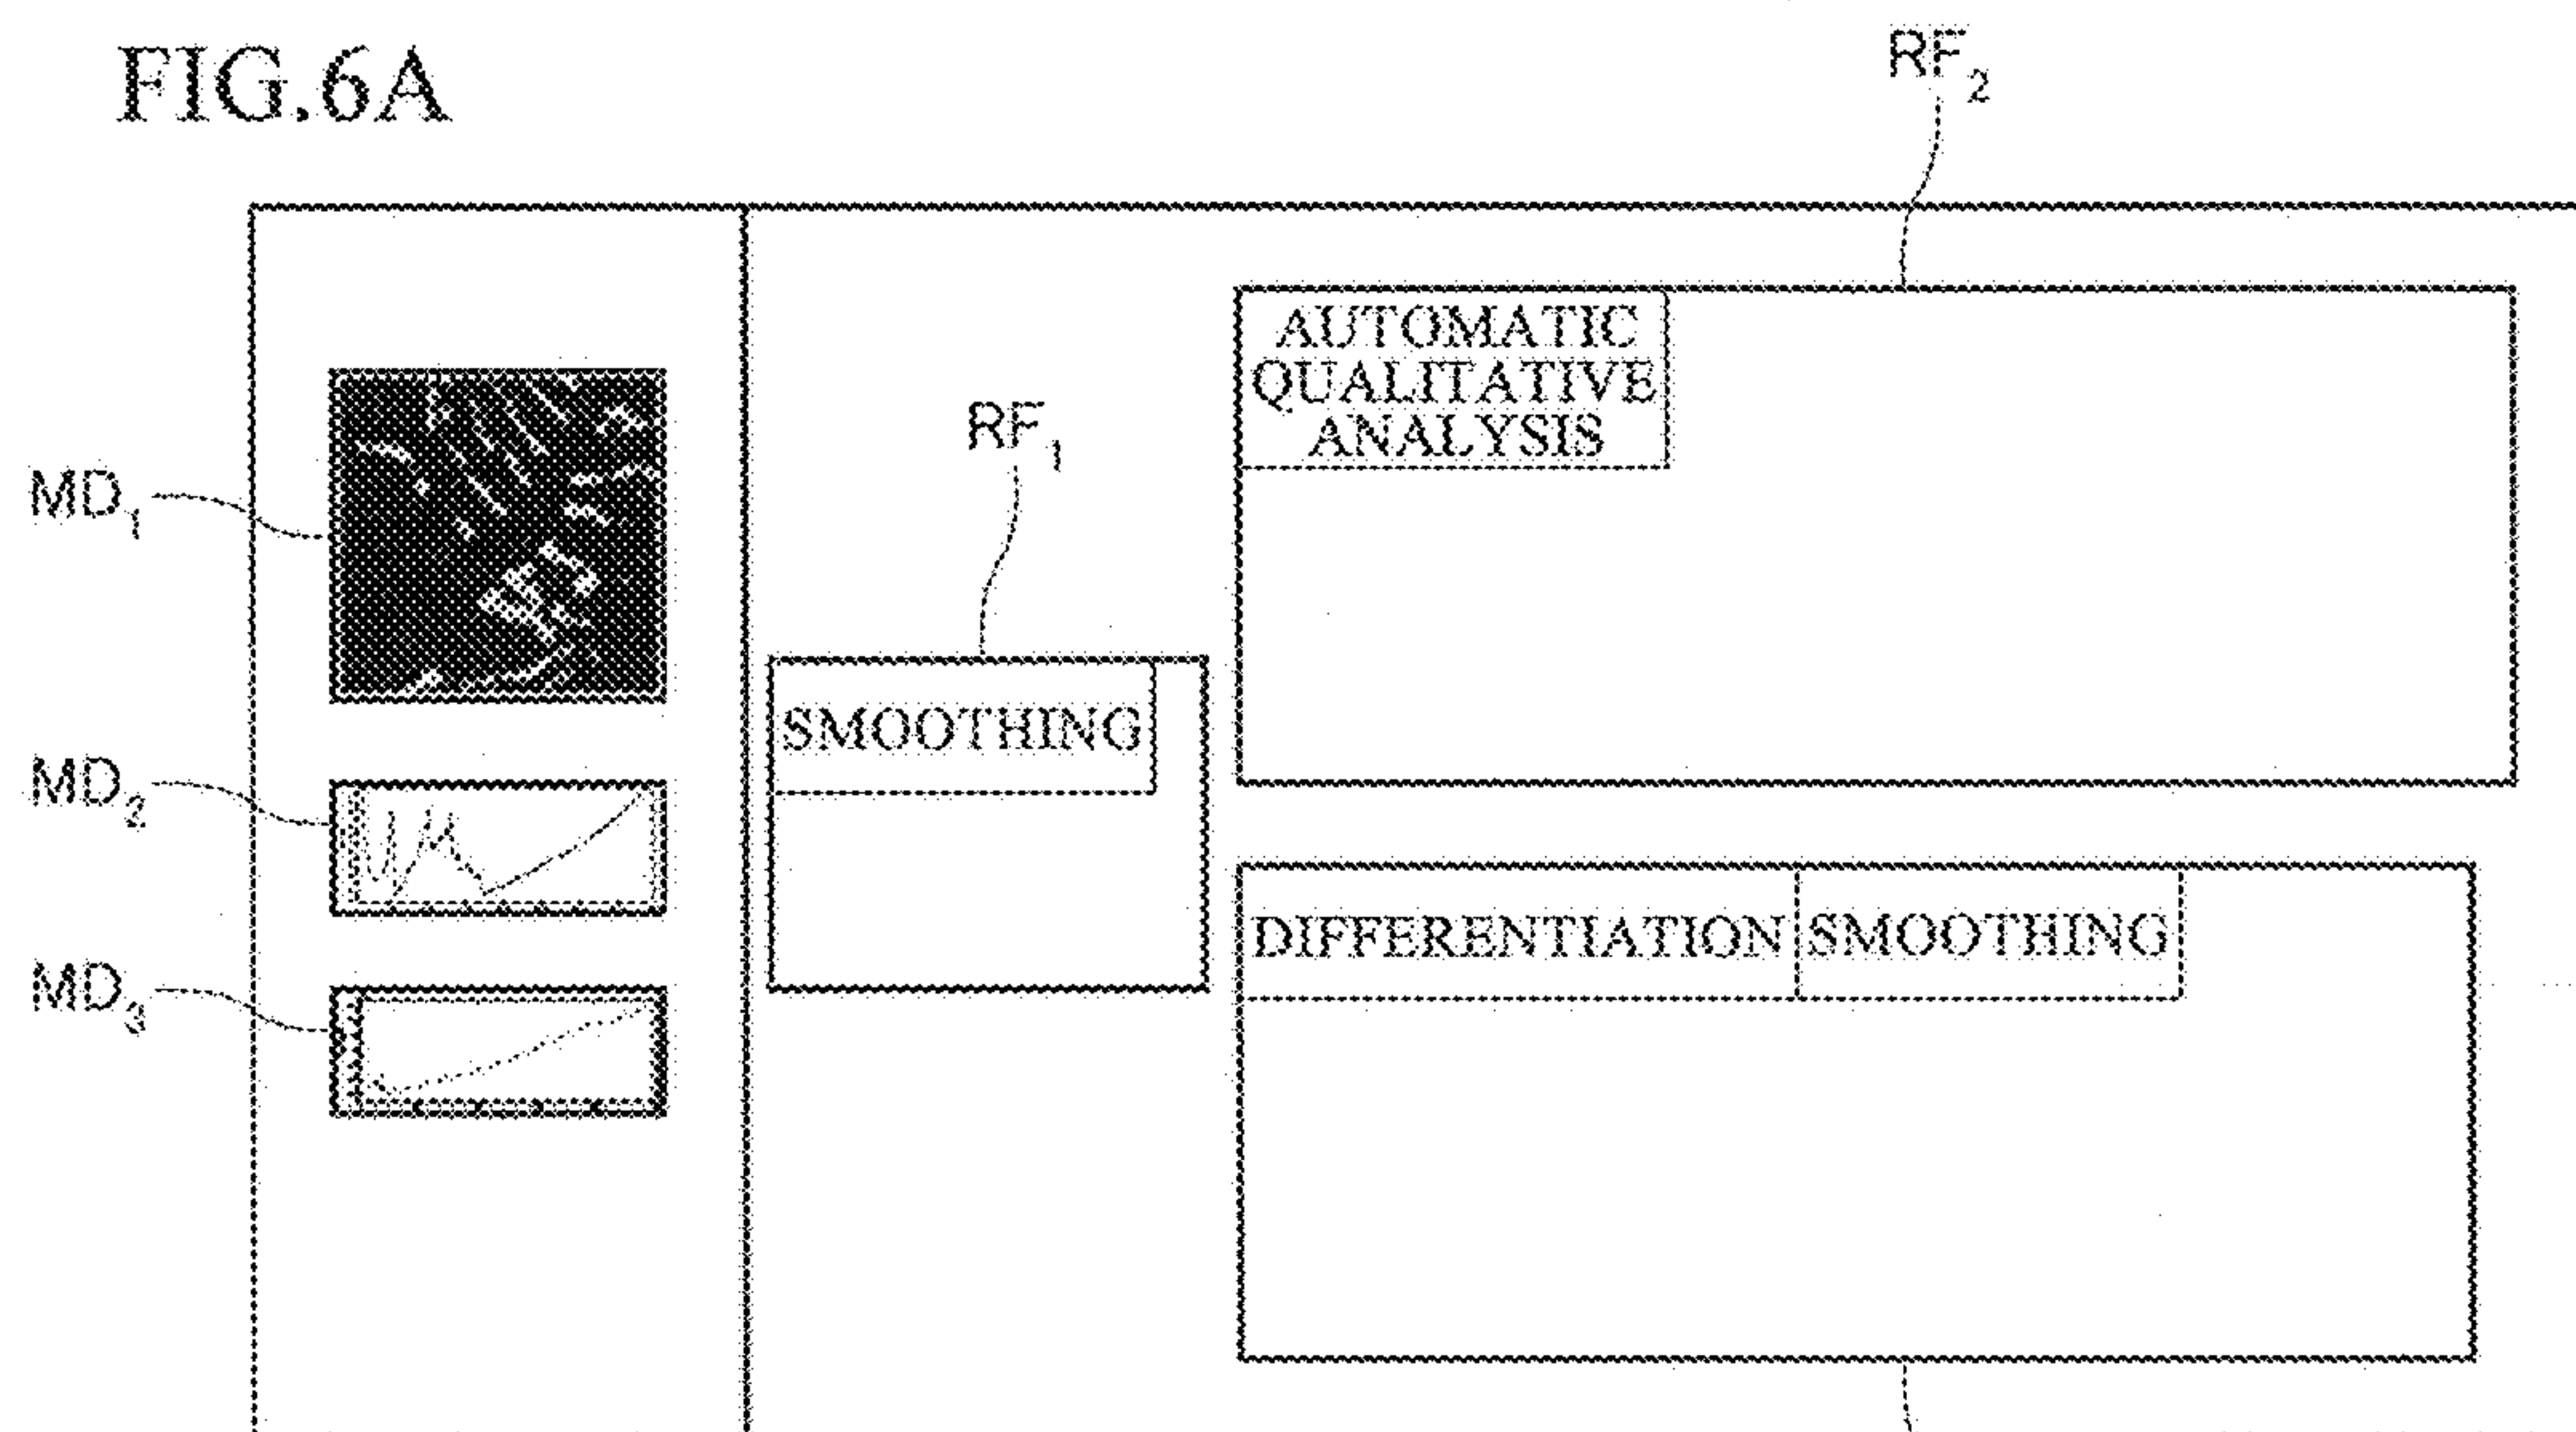 FIG.6A
RF2
AUTOMATIC
QUALITATIVE
ANALYSIS
RF1
MD1
SMOOTHING
MD2
DIFFERENTIATION SMOOTHING
MD3